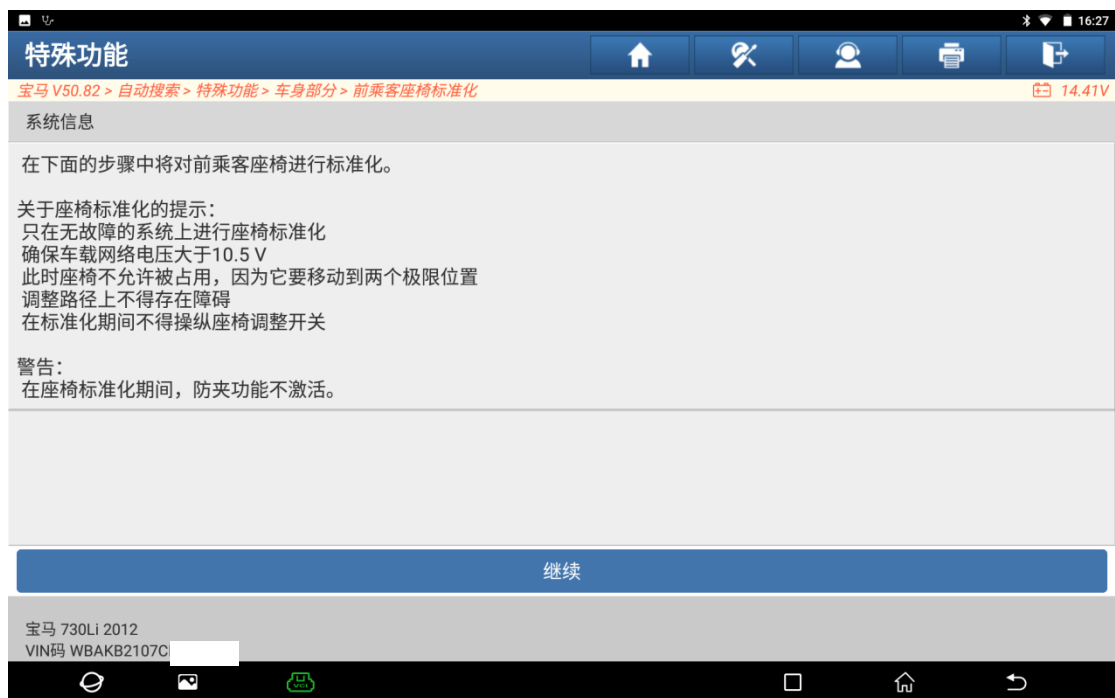 16:27
特殊功能
宝马 V50.82 > 自动搜索 > 特殊功能 > 车身部分 > 前乘客座椅标准化
14.41V
系统信息
在下面的步骤中将对前乘客座椅进行标准化。
关于座椅标准化的提示：
只在无故障的系统上进行座椅标准化
确保车载网络电压大于10.5 V
此时座椅不允许被占用，因为它要移动到两个极限位置
调整路径上不得存在障碍
在标准化期间不得操纵座椅调整开关
警告：
在座椅标准化期间，防夹功能不激活。
继续
宝马 730Li 2012
VIN码 WBAKB2107C
VCI